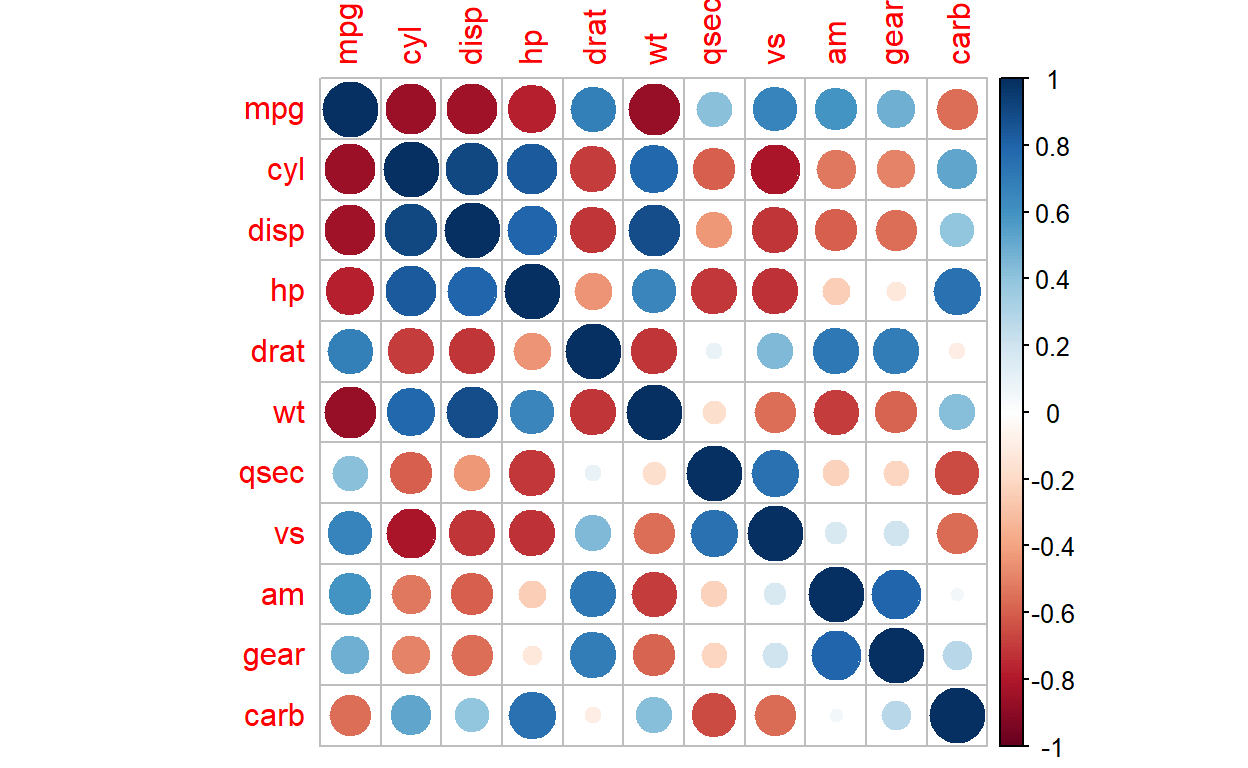 mpg cyl disp hp drat wt qsec vs am gear carb
mpg
cyl
disp
hp
drat
wt
qsec
vs
am
gear
carb
1
0.8
0.6
0.4
0.2
0
-0.2
-0.4
-0.6
-0.8
-1